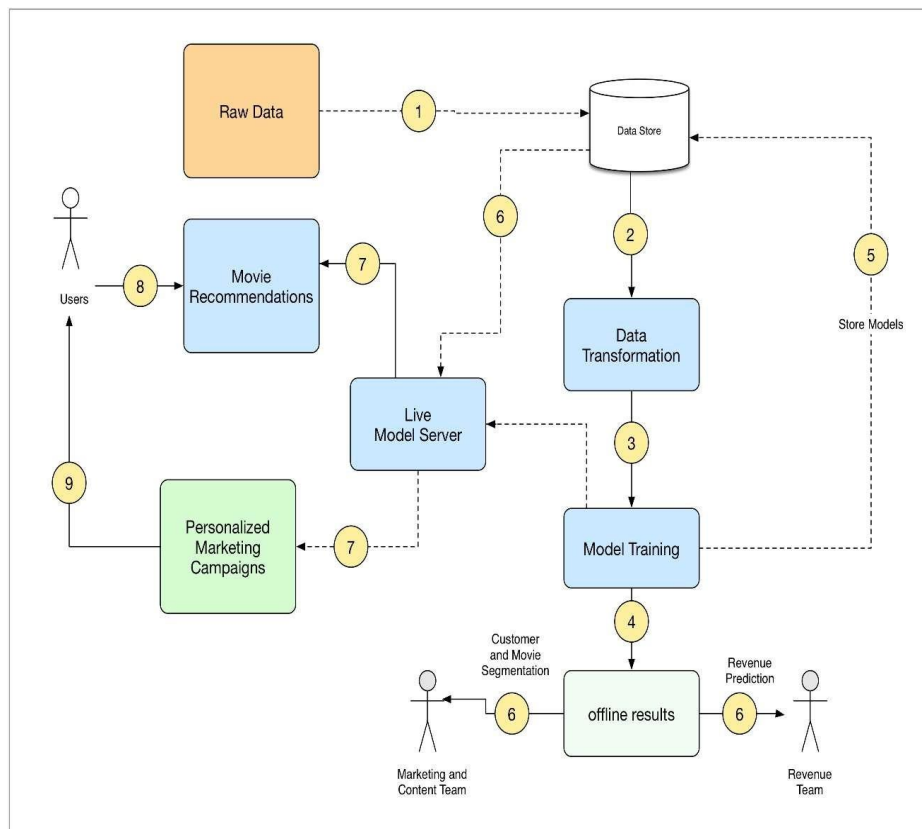 Raw Data
1
Data Store
6
2
5
Users
8
Movie
Recommendations
7
Data
Transformation
Store Models
Live
Model Server
3
9
Personalized
Marketing
Campaigns
7
Model Training
4
Customer
and Movie
Segmentation
Revenue
Prediction
6
offline results
6
Marketing and
Content Team
Revenue
Team